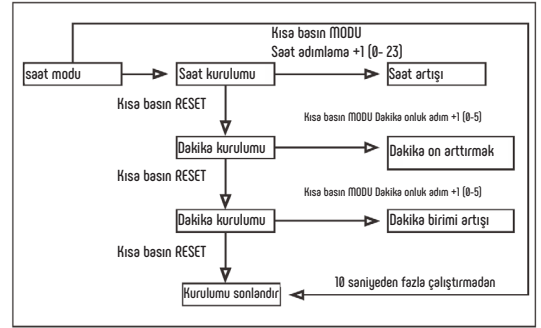 Kısa basın MODU
Saat adımlama +1 (0- 23)
saat modu
Saat kurulumu
Saat artışı
Kısa basın RESET
Kısa basın MODU Dakika onluk adım +1 (0-5)
Dakika kurulumu
Dakika on arttırmak
Kısa basın RESET
Kısa basın MODU Dakika onluk adım +1 (0-5)
Dakika kurulumu
Dakika birimi artışı
Kısa basın RESET
10 saniyeden fazla çalıştırmadan
Kurulumu sonlandır